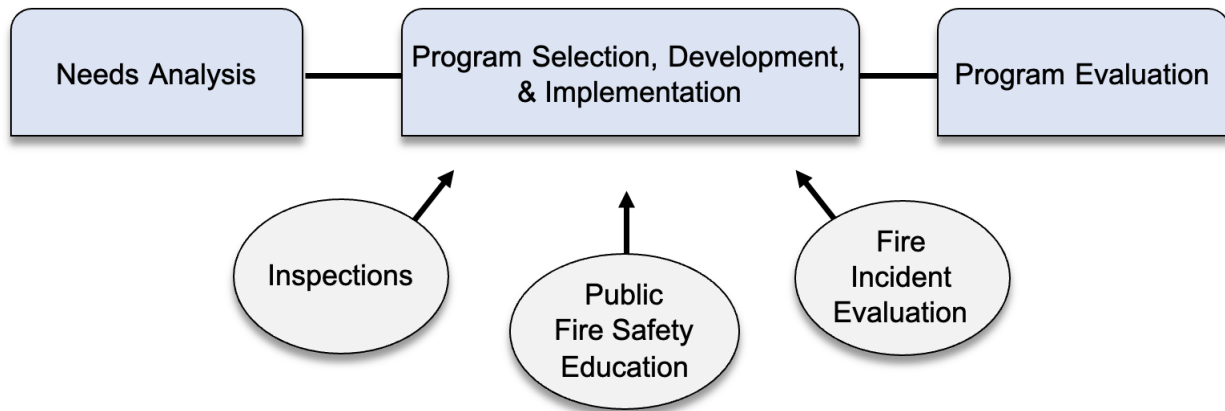 Needs Analysis
Program Selection, Development,
& Implementation
Program Evaluation
Inspections
Public
Fire Safety
Education
Fire
Incident
Evaluation